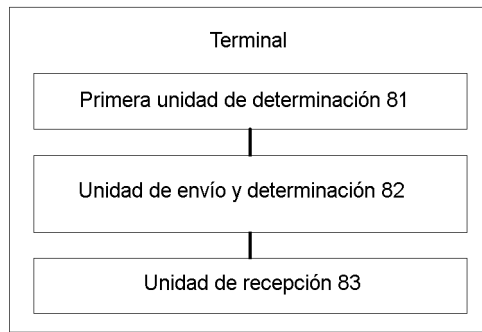 Terminal
Primera unidad de determinación 81
Unidad de envío y determinación 82
Unidad de recepción 83